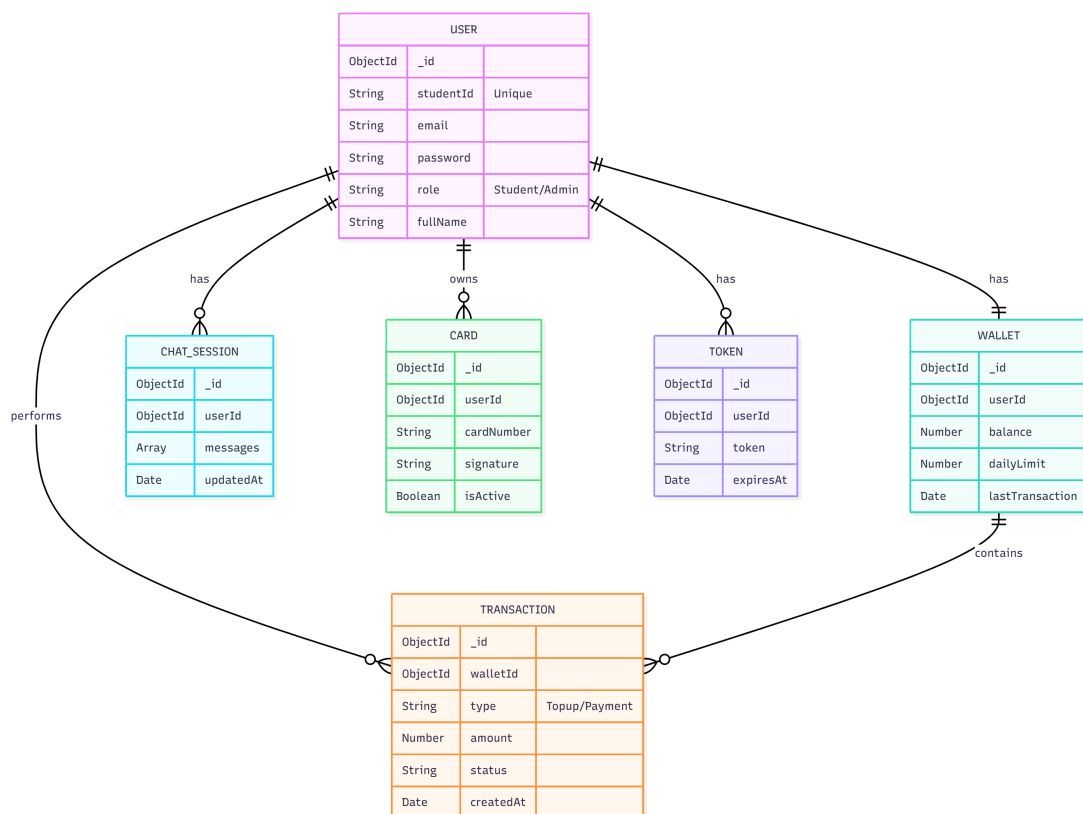 USER
ObjectId _id
String studentId Unique
String email
String password
String role Student/Admin
String fullName
has
owns
has
has
CHAT_SESSION
ObjectId _id
ObjectId userId
Array messages
Date updatedAt
CARD
ObjectId _id
ObjectId userId
String cardNumber
String signature
Boolean isActive
TOKEN
ObjectId _id
ObjectId userId
String token
Date expiresAt
WALLET
ObjectId _id
ObjectId userId
Number balance
Number dailyLimit
Date lastTransaction
performs
contains
TRANSACTION
ObjectId _id
ObjectId walletId
String type Topup/Payment
Number amount
String status
Date createdAt